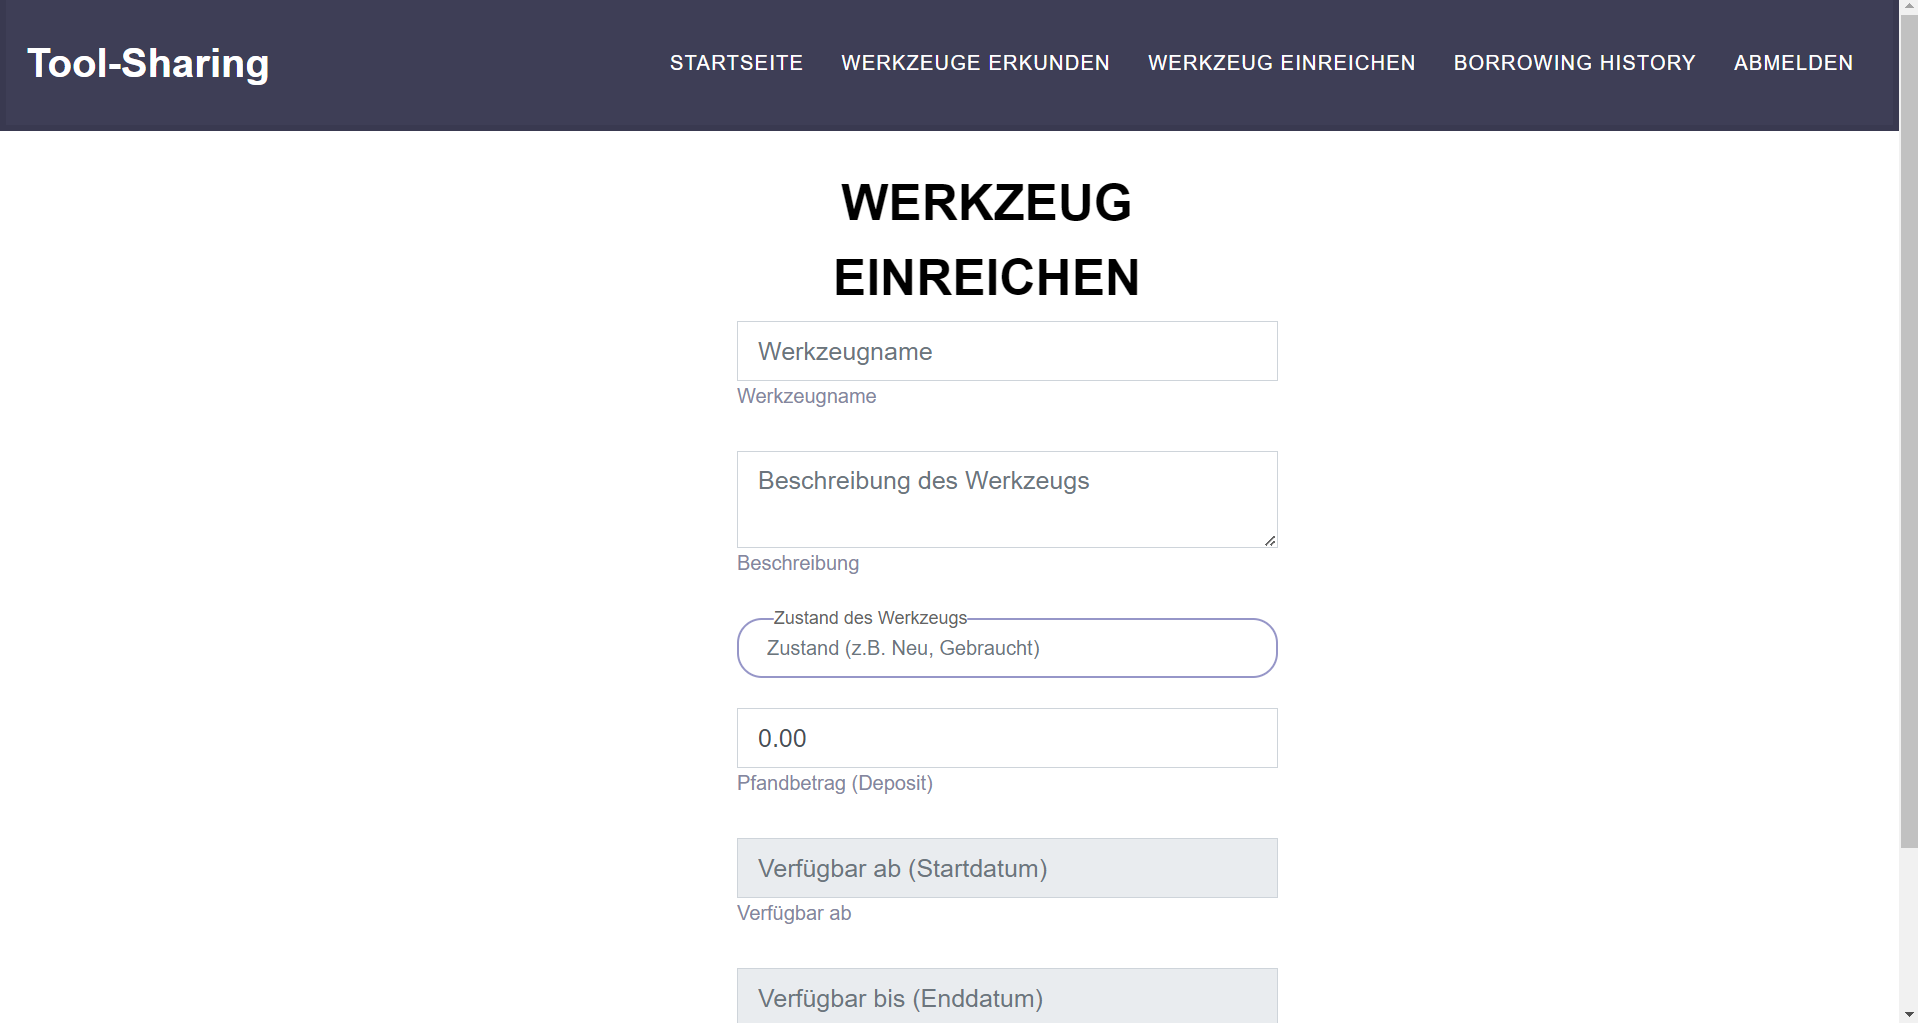 Tool-Sharing
STARTSEITE WERKZEUGE ERKUNDEN WERKZEUG EINREICHEN BORROWING HISTORY ABMELDEN
WERKZEUG
EINREICHEN
Werkzeugname
Werkzeugname
Beschreibung des Werkzeugs
Beschreibung
Zustand des Werkzeugs
Zustand (z.B. Neu, Gebraucht)
0.00
Pfandbetrag (Deposit)
Verfügbar ab (Startdatum)
Verfügbar ab
Verfügbar bis (Enddatum)